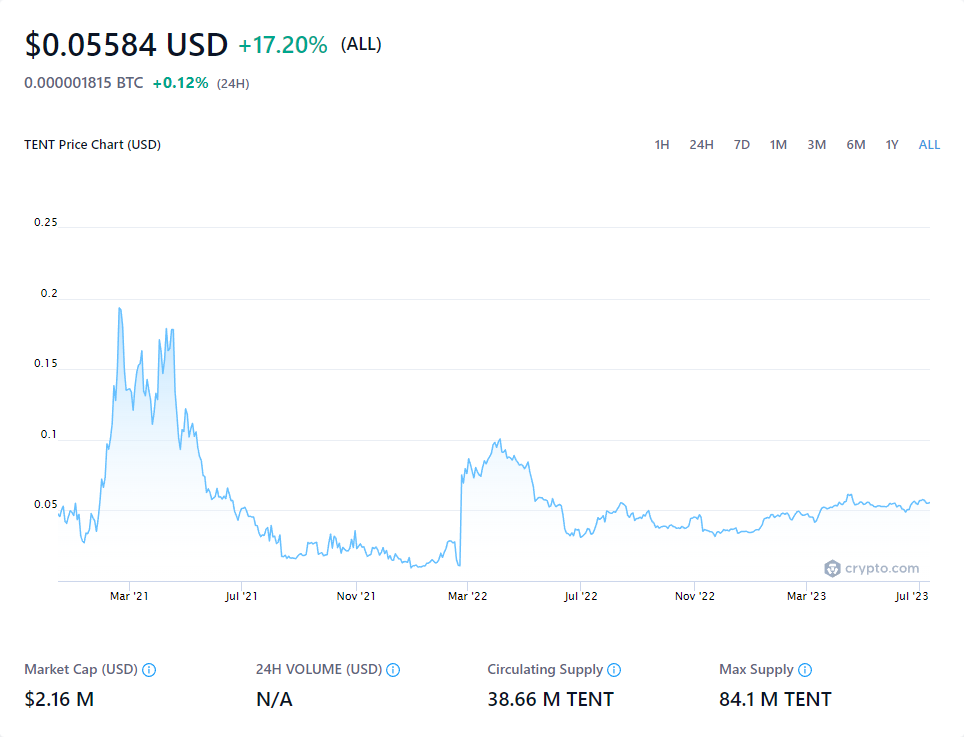 $0.05584 USD +17.20% (ALL)
0.000001815 BTC +0.12% (24H)
TENT Price Chart (USD) 1H 24H 7D 1M 3M 6M 1Y ALL
0.25
0.2
0.15
0.1
0.05
crypto.com
Mar '21 Jul '21 Nov '21 Mar '22 Jul '22 Nov '22 Mar '23 Jul '23
Market Cap (USD) 24H VOLUME (USD) Circulating Supply Max Supply
$2.16 M N/A 38.66 M TENT 84.1 M TENT